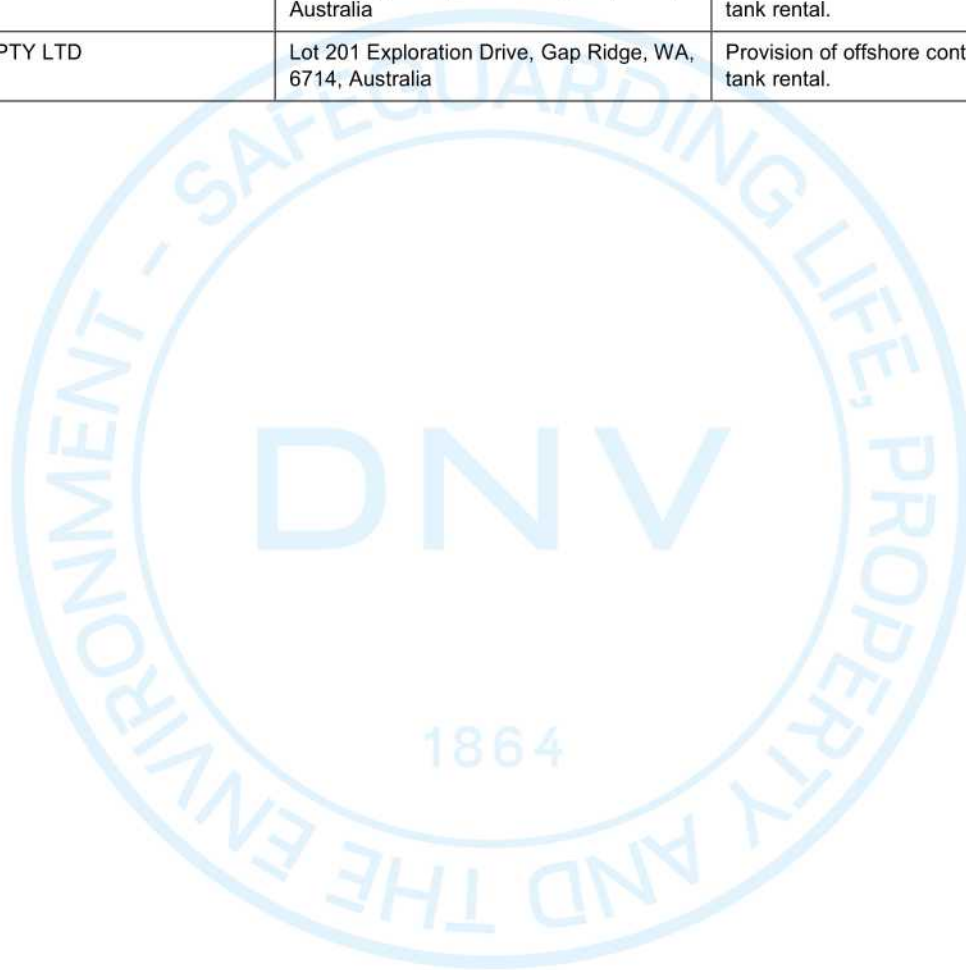 Australia
tank rental.
PTY LTD
Lot 201 Exploration Drive, Gap Ridge, WA,
6714, Australia
Provision of offshore cont
tank rental.
SAFEGUARDING LIFE, PROPERTY AND THE ENVIRONMENT -
DNV
1864